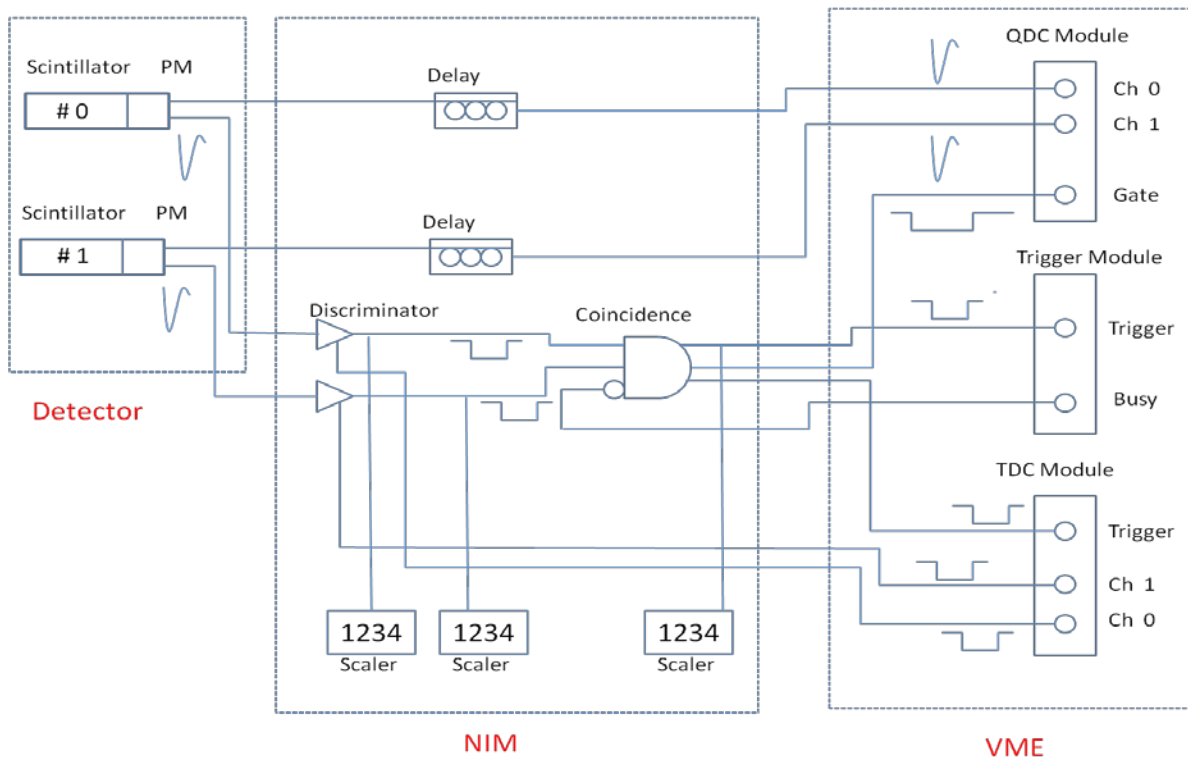 QDC Module
Scintillator PM
Delay
# 0
Ch 0
Ch 1
Scintillator PM
Delay
Gate
# 1
Trigger Module
Discriminator
Coincidence
Trigger
Detector
Busy
TDC Module
Trigger
Ch 1
Ch 0
1234
1234
1234
Scaler
Scaler
Scaler
NIM
VME